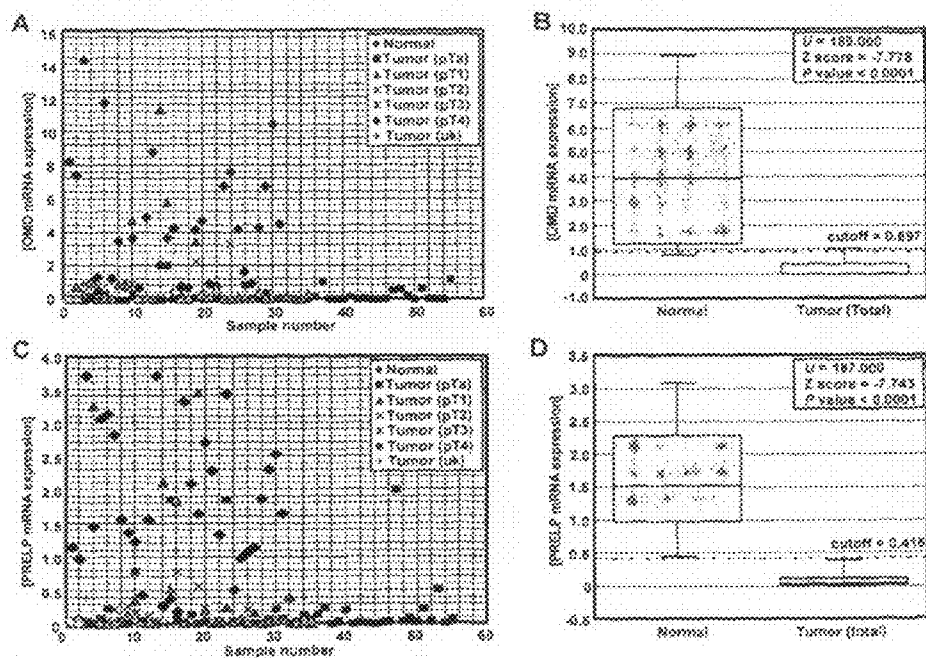 A
[OMD mRNA expression]
16
14
12
10
8
6
4
2
0
0 10 20 30 40 50 60
Sample number
Normal
Tumor (pTa)
Tumor (pT1)
Tumor (pT2)
Tumor (pT3)
Tumor (pT4)
Tumor (uk)
B
[OMD mRNA expression]
10.0
9.0
8.0
7.0
6.0
5.0
4.0
3.0
2.0
1.0
0
-1.0
U = 185.000
Z score = -7.778
P value < 0.0001
cutoff = 0.697
Normal Tumor (Total)
C
[PRELP mRNA expression]
4.0
3.5
3.0
2.5
2.0
1.5
1.0
0.5
0
0 10 20 30 40 50 60
Sample number
Normal
Tumor (pTa)
Tumor (pT1)
Tumor (pT2)
Tumor (pT3)
Tumor (pT4)
Tumor (uk)
D
[PRELP mRNA expression]
3.5
3.0
2.5
2.0
1.5
1.0
0.5
0
-0.5
U = 187.000
Z score = -7.743
P value < 0.0001
cutoff = 0.415
Normal Tumor (total)